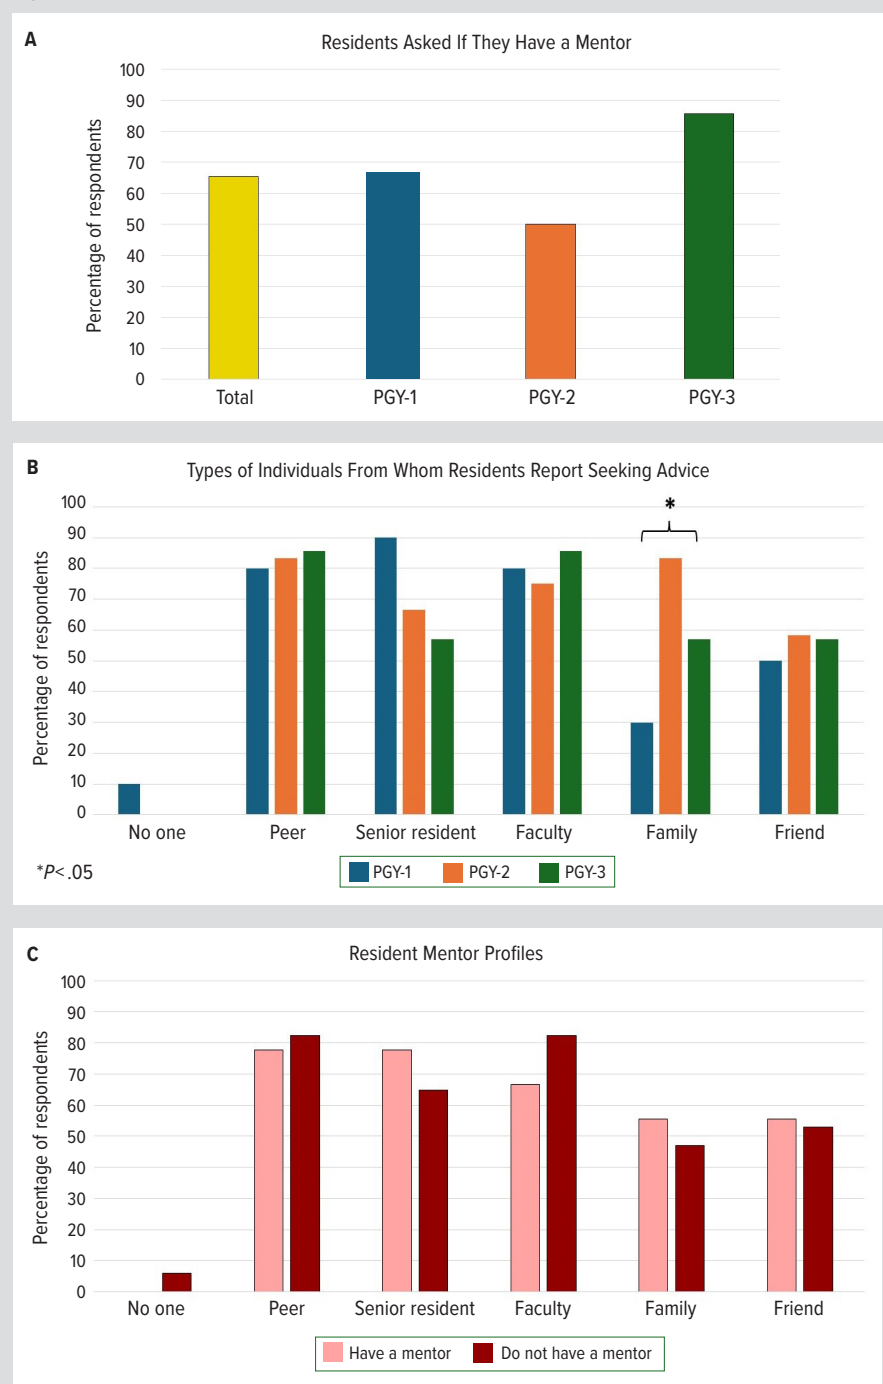 A
Residents Asked If They Have a Mentor
Percentage of respondents
100
90
80
70
60
50
40
30
20
10
0
Total PGY-1 PGY-2 PGY-3
B
Types of Individuals From Whom Residents Report Seeking Advice
Percentage of respondents
100
90
80
70
60
50
40
30
20
10
0
*
No one Peer Senior resident Faculty Family Friend
*P<.05
PGY-1 PGY-2 PGY-3
C
Resident Mentor Profiles
Percentage of respondents
100
90
80
70
60
50
40
30
20
10
0
No one Peer Senior resident Faculty Family Friend
Have a mentor Do not have a mentor